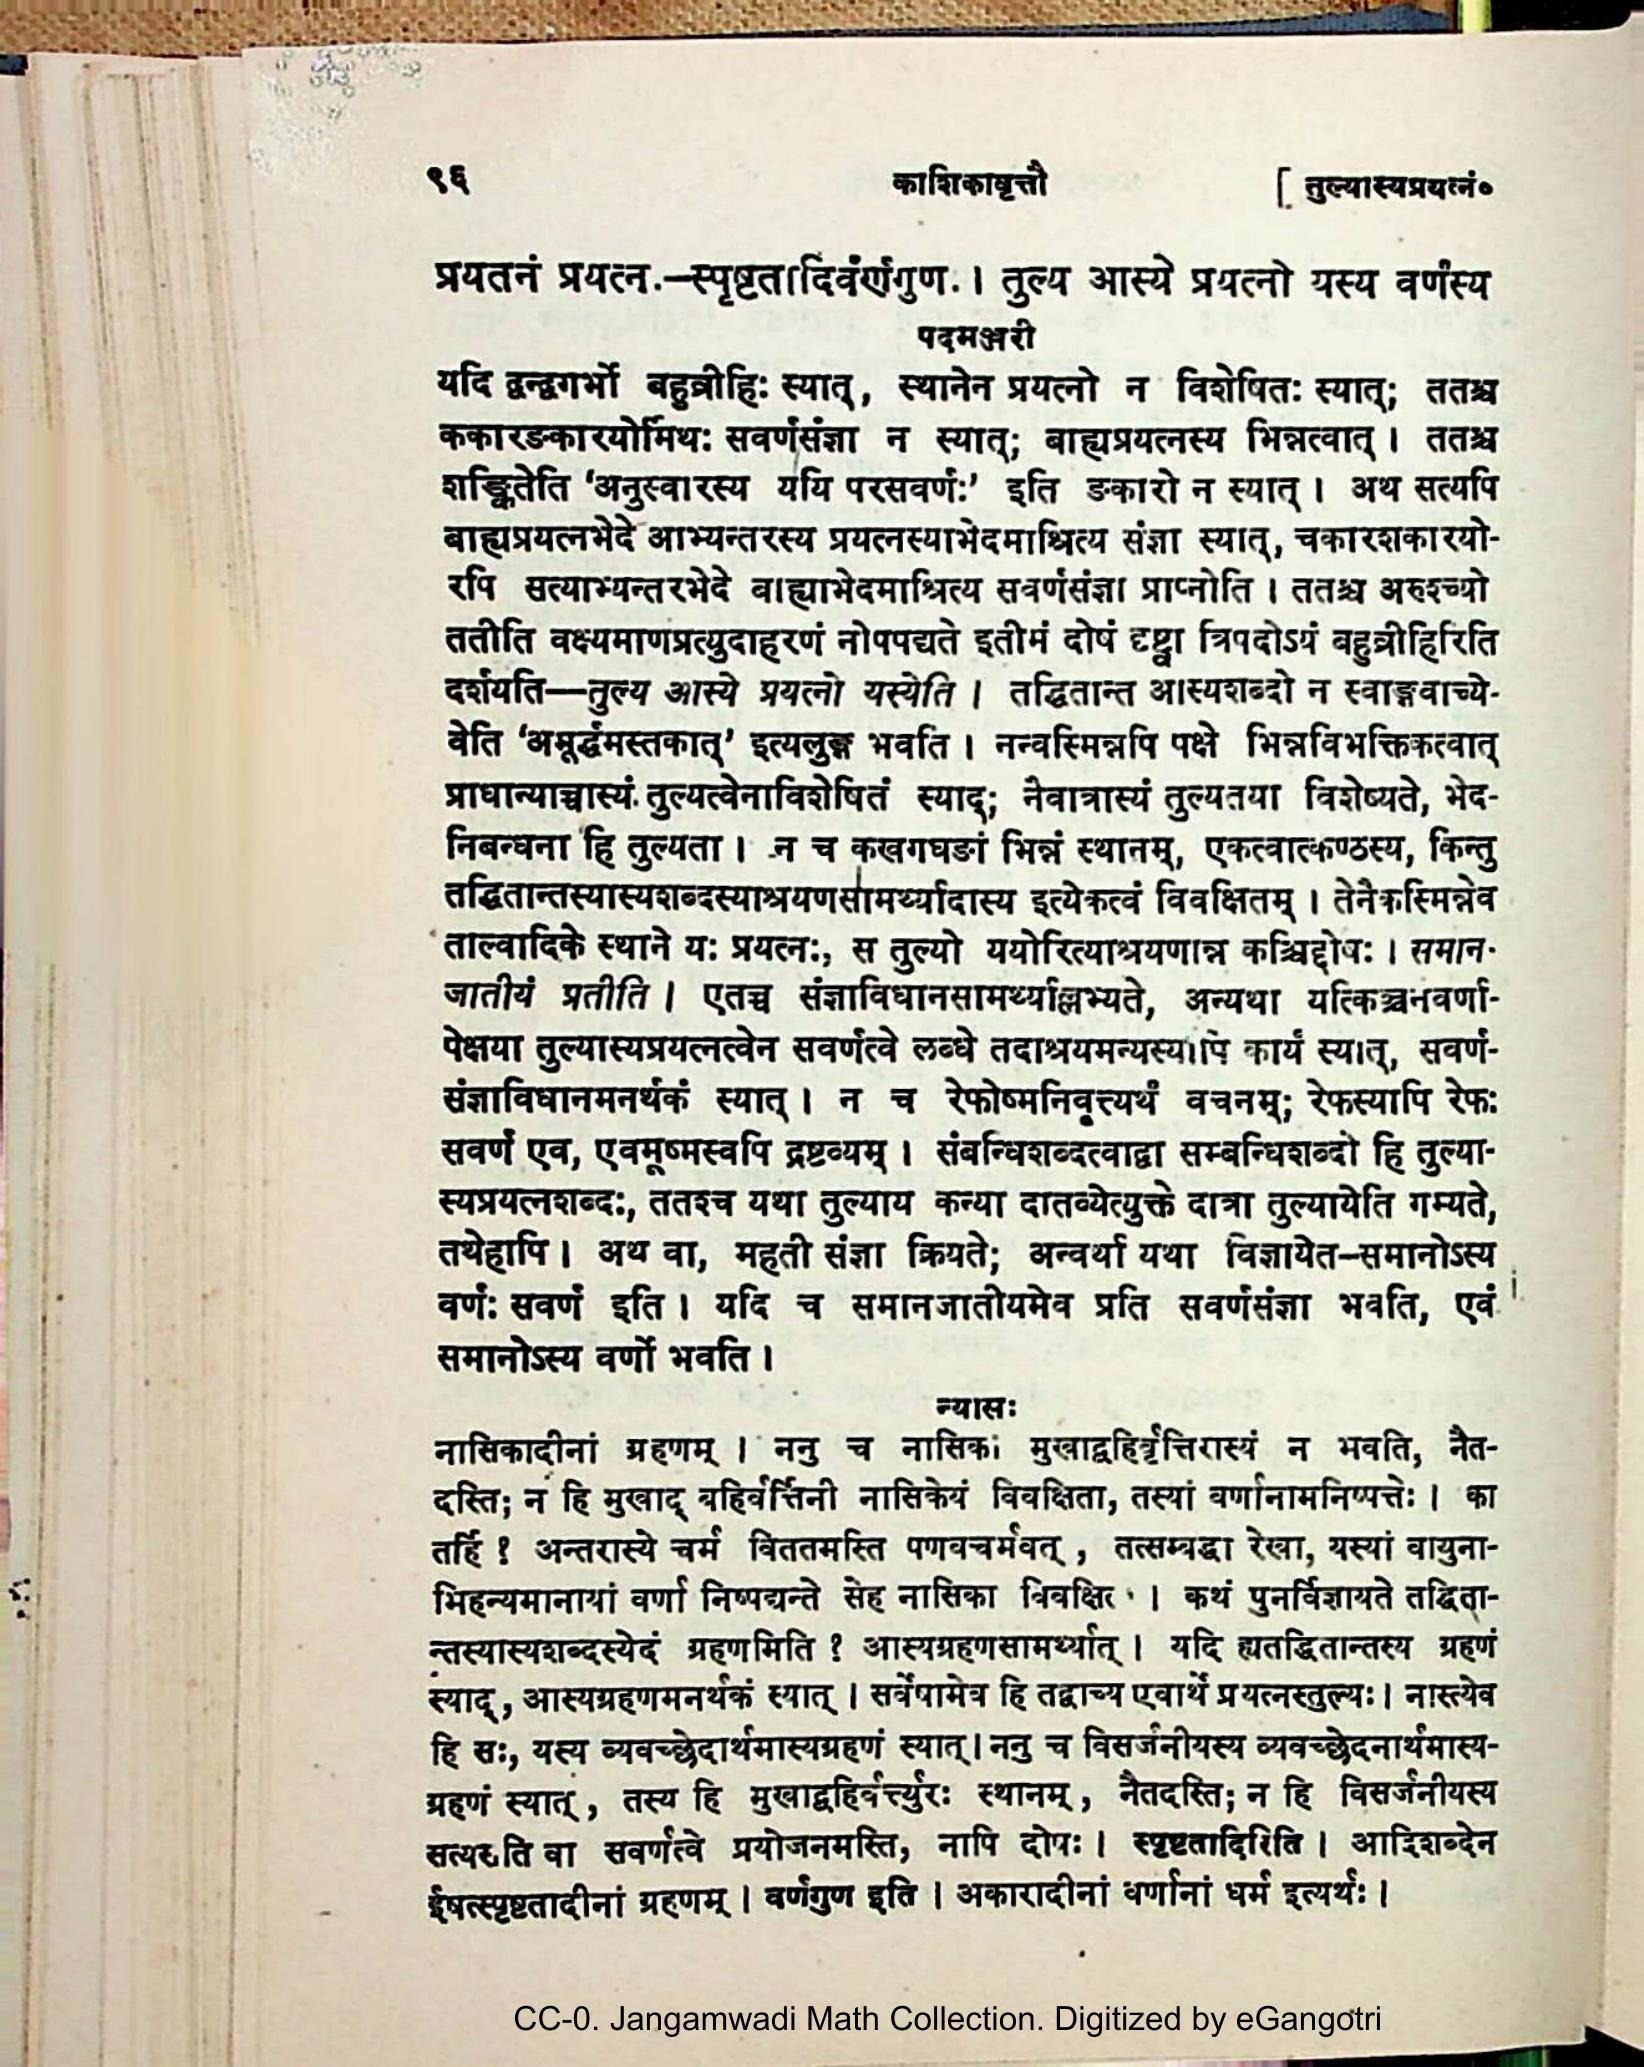 ९६ काशिकावृत्तौ [ तुल्यास्यप्रयत्नं०
प्रयतनं प्रयत्न.—स्पृष्टतादिर्वर्णगुण.। तुल्य आस्ये प्रयत्नो यस्य वर्णस्य
पदमञ्जरी
यदि द्वन्द्वगर्भो बहुव्रीहिः स्यात्, स्थानेन प्रयत्नो न विशेषितः स्यात्; ततश्च
ककारङकारयोर्मिथः सवर्णसंज्ञा न स्यात्; बाह्यप्रयत्नस्य भिन्नत्वात् । ततश्च
शङ्कितेति ‘अनुस्वारस्य ययि परसवर्णः’ इति ङकारो न स्यात् । अथ सत्यपि
बाह्यप्रयत्नभेदे आभ्यन्तरस्य प्रयत्नस्याभेदमाश्रित्य संज्ञा स्यात्, चकारशकारयो-
रपि सत्याभ्यन्तरभेदे बाह्याभेदमाश्रित्य सवर्णसंज्ञा प्राप्नोति । ततश्च अरुश्च्यो
ततीति वक्ष्यमाणप्रत्युदाहरणं नोपपद्यते इतीमं दोषं दृष्ट्वा त्रिपदोऽयं बहुव्रीहिरिति
दर्शयति—तुल्य आस्ये प्रयत्नो यस्येति । तद्धितान्त आस्यशब्दो न स्वाङ्गवाच्ये-
वेति ‘अमूर्द्धमस्तकात्’ इत्यलुङ्न भवति । नन्वस्मिन्नपि पक्षे भिन्नविभक्तिकत्वात्
प्राधान्याच्चास्यं तुल्यत्वेनाविशेषितं स्याद्; नैवात्रास्यं तुल्यतया विशेष्यते, भेद-
निबन्धना हि तुल्यता । न च कखगघङां भिन्नं स्थानम्, एकत्वात्कण्ठस्य, किन्तु
तद्धितान्तस्यास्यशब्दस्याश्रयणसामर्थ्यादास्य इत्येकत्वं विवक्षितम् । तेनैकस्मिन्नेव
ताल्वादिके स्थाने यः प्रयत्नः, स तुल्यो ययोरित्याश्रयणान्न कश्चिद्दोषः । समान-
जातीयं प्रतीति । एतच्च संज्ञाविधानसामर्थ्याल्लभ्यते, अन्यथा यत्किञ्चनवर्णा-
पेक्षया तुल्यास्यप्रयत्नत्वेन सवर्णत्वे लब्धे तदाश्रयमन्यस्यापि कार्यं स्यात्, सवर्ण-
संज्ञाविधानमनर्थकं स्यात् । न च रेफोष्मनिवृत्त्यर्थं वचनम्; रेफस्यापि रेफः
सवर्ण एव, एवमूष्मस्वपि द्रष्टव्यम् । संबन्धिशब्दत्वाद्वा सम्बन्धिशब्दो हि तुल्या-
स्यप्रयत्नशब्दः, ततश्च यथा तुल्याय कन्या दातव्येत्युक्ते दात्रा तुल्यायेति गम्यते,
तथेहापि । अथ वा, महती संज्ञा क्रियते; अन्वर्था यथा विज्ञायेत—समानोऽस्य
वर्णः सवर्ण इति । यदि च समानजातीयमेव प्रति सवर्णसंज्ञा भवति, एवं
समानोऽस्य वर्णो भवति ।
न्यासः
नासिकादीनां ग्रहणम् । ननु च नासिका मुखाद्बहिर्वृत्तिरास्यं न भवति, नैत-
दस्ति; न हि मुखाद् बहिर्वर्त्तिनी नासिकेयं विवक्षिता, तस्यां वर्णानामनिष्पत्तेः । का
तर्हि ? अन्तरास्ये चर्म विततमस्ति पणवचर्मवत् , तत्सम्बद्धा रेखा, यस्यां वायुना-
भिहन्यमानायां वर्णा निष्पद्यन्ते सेह नासिका । कथं पुनर्विज्ञायते तद्धिता-
न्तस्यास्यशब्दस्येदं ग्रहणमिति ? आस्यग्रहणसामर्थ्यात् । यदि ह्यतद्धितान्तस्य ग्रहणं
स्याद् , आस्यग्रहणमनर्थकं स्यात् । सर्वेषामेव हि तद्वाच्य एवार्थे प्रयत्नस्तुल्यः । नास्त्येव
हि सः, यस्य व्यवच्छेदार्थमास्यग्रहणं स्यात् । ननु च विसर्जनीयस्य व्यवच्छेदनार्थमास्य-
ग्रहणं स्यात् , तस्य हि मुखाद्बहिर्वर्त्त्युरः स्थानम् , नैतदस्ति; न हि विसर्जनीयस्य
वा सवर्णत्वे प्रयोजनमस्ति, नापि दोषः । स्पृष्टतादिरिति । आदिशब्देन
ईषत्स्पृष्टतादीनां ग्रहणम् । वर्णगुण इति । अकारादीनां वर्णानां धर्म इत्यर्थः ।
CC-0. Jangamwadi Math Collection. Digitized by eGangotri